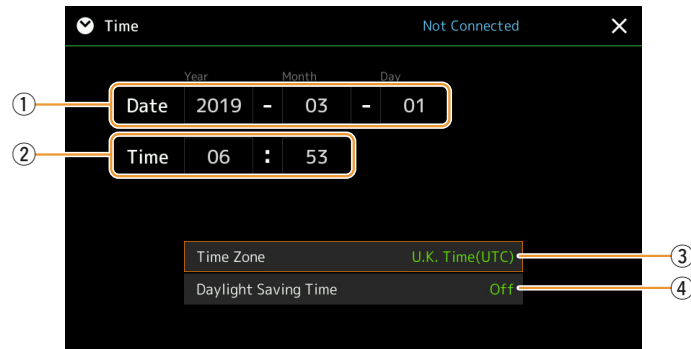 Time Not Connected
Year Month Day
① Date 2019 - 03 - 01
② Time 06 : 53
Time Zone U.K. Time(UTC) ③
Daylight Saving Time Off ④